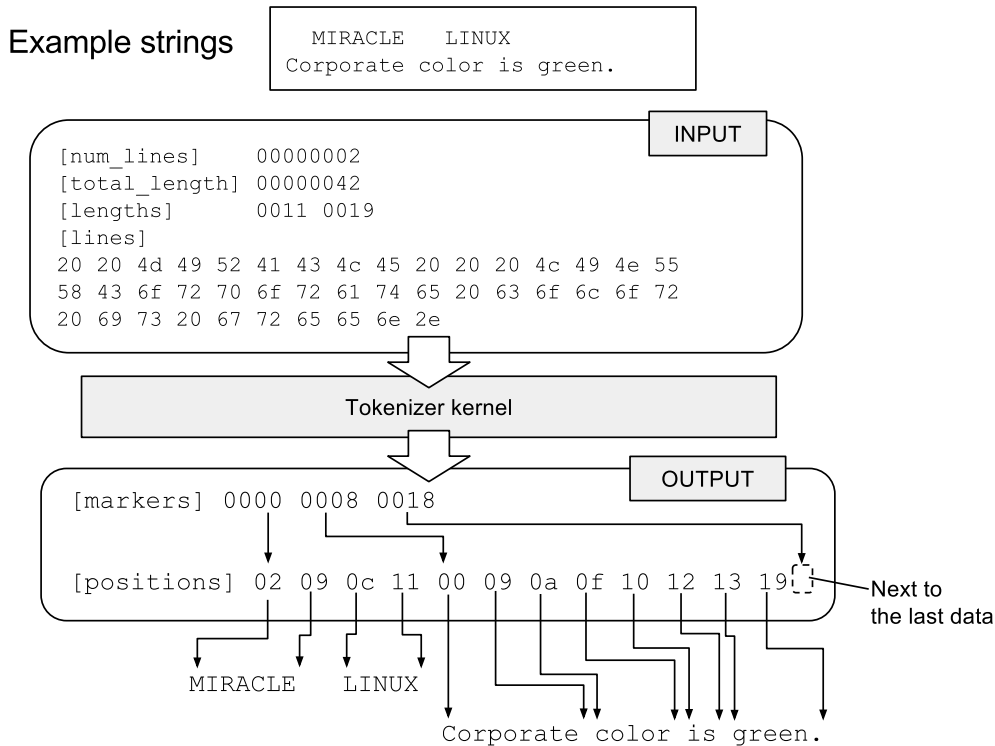 Example strings
MIRACLE LINUX
Corporate color is green.
INPUT
[num_lines] 00000002
[total_length] 00000042
[lengths] 0011 0019
[lines]
20 20 4d 49 52 41 43 4c 45 20 20 20 4c 49 4e 55
58 43 6f 72 70 6f 72 61 74 65 20 63 6f 6c 6f 72
20 69 73 20 67 72 65 65 6e 2e
Tokenizer kernel
OUTPUT
[markers] 0000 0008 0018
[positions] 02 09 0c 11 00 09 0a 0f 10 12 13 19
Next to
the last data
MIRACLE LINUX
Corporate color is green.